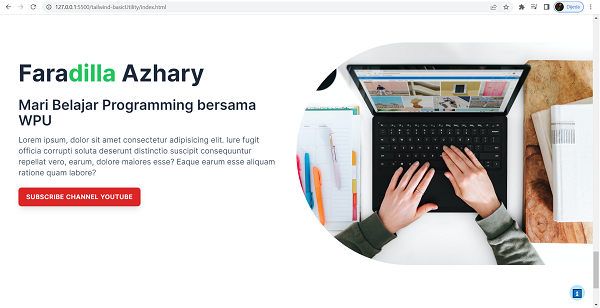 127.0.0.1:5500/tailwind-basicUtility/index.html
Dijeda
Faradilla Azhary
Mari Belajar Programming bersama
WPU
Lorem ipsum, dolor sit amet consectetur adipisicing elit. Iure fugit
officia corrupti soluta deserunt distinctio suscipit consequuntur
repellat vero, earum, dolore maiores esse? Eaque earum esse aliquam
ratione quam labore?
SUBSCRIBE CHANNEL YOUTUBE